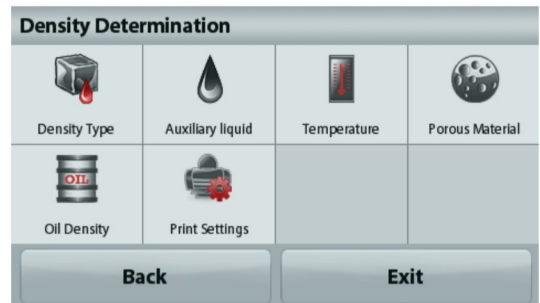 Density Determination
Density Type
Auxiliary liquid
Temperature
Porous Material
OIL
Oil Density
Print Settings
Back
Exit